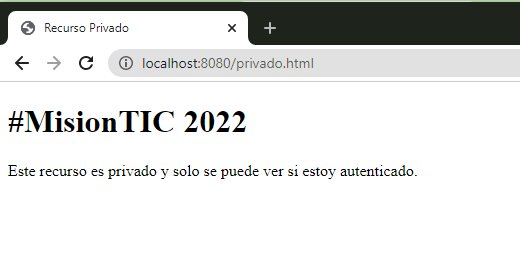 Recurso Privado
localhost:8080/privado.html
#MisionTIC 2022
Este recurso es privado y solo se puede ver si estoy autenticado.